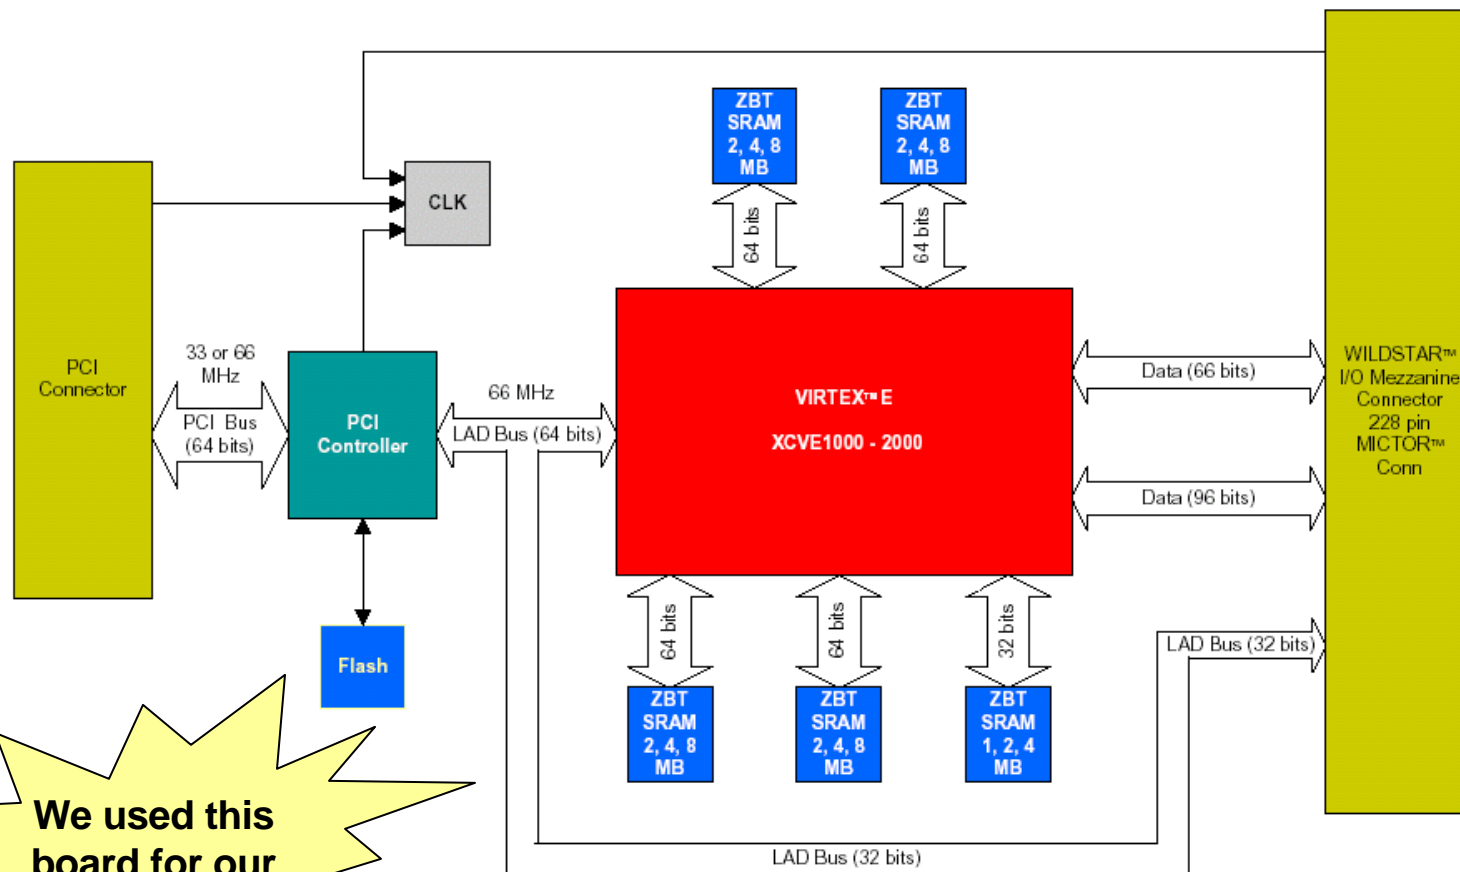 ZBT
SRAM
2, 4, 8
MB
ZBT
SRAM
2, 4, 8
MB
64 bits
64 bits
CLK
PCI
Connector
33 or 66
MHz
PCI Bus
(64 bits)
PCI
Controller
66 MHz
LAD Bus (64 bits)
VIRTEX™ E
XCVE1000 - 2000
Data (66 bits)
Data (96 bits)
WILDSTAR™
I/O Mezzanine
Connector
228 pin
MICTOR™
Conn
64 bits
64 bits
32 bits
LAD Bus (32 bits)
Flash
ZBT
SRAM
2, 4, 8
MB
ZBT
SRAM
2, 4, 8
MB
ZBT
SRAM
1, 2, 4
MB
We used this
board for our
LAD Bus (32 bits)